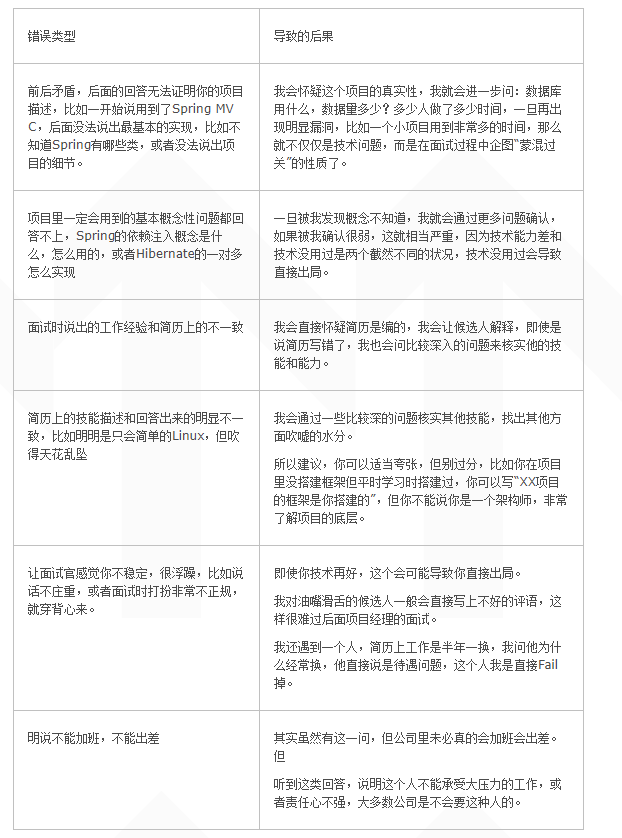 错误类型
导致的后果
前后矛盾，后面的回答无法证明你的项目
描述，比如一开始说用到了Spring MV
C，后面没法说出最基本的实现，比如不
知道Spring有哪些类，或者没法说出项
目的细节。
我会怀疑这个项目的真实性，我就会进一步问：数据库
用什么，数据量多少？多少人做了多少时间，一旦再出
现明显漏洞，比如一个小项目用到非常多的时间，那么
就不仅仅是技术问题，而是在面试过程中企图“蒙混过
关”的性质了。
项目里一定会用到的基本概念性问题都回
答不上，Spring的依赖注入概念是什
么，怎么用的，或者Hibernate的一对多
怎么实现
一旦被我发现概念不知道，我就会通过更多问题确认，
如果被我确认很弱，这就相当严重，因为技术能力差和
技术没用过是两个截然不同的状况，技术没用过会导致
直接出局。
面试时说出的工作经验和简历上的不一致
我会直接怀疑简历是编的，我会让候选人解释，即使是
说简历写错了，我也会问比较深入的问题来核实他的技
能和能力。
简历上的技能描述和回答出来的明显不一
致，比如明明是只会简单的Linux，但吹
得天花乱坠
我会通过一些比较深的问题核实其他技能，找出其他方
面吹嘘的水分。
所以建议，你可以适当夸张，但别过分，比如你在项目
里没搭建框架但平时学习时搭建过，你可以写“XX项目
的框架是你搭建的”，但你不能说你是一个架构师，非常
了解项目的底层。
让面试官感觉你不稳定，很浮躁，比如说
话不庄重，或者面试时打扮非常不正规，
就穿背心来。
即使你技术再好，这个会可能导致你直接出局。
我对油嘴滑舌的候选人一般会直接写上不好的评语，这
样很难过后面项目经理的面试。
我还遇到一个人，简历上工作是半年一换，我问他为什
么经常换，他直接说是待遇问题，这个人我是直接Fail
掉。
明说不能加班，不能出差
其实虽然有这一问，但公司里未必真的会加班会出差。
但
听到这类回答，说明这个人不能承受大压力的工作，或
者责任心不强，大多数公司是不会要这种人的。